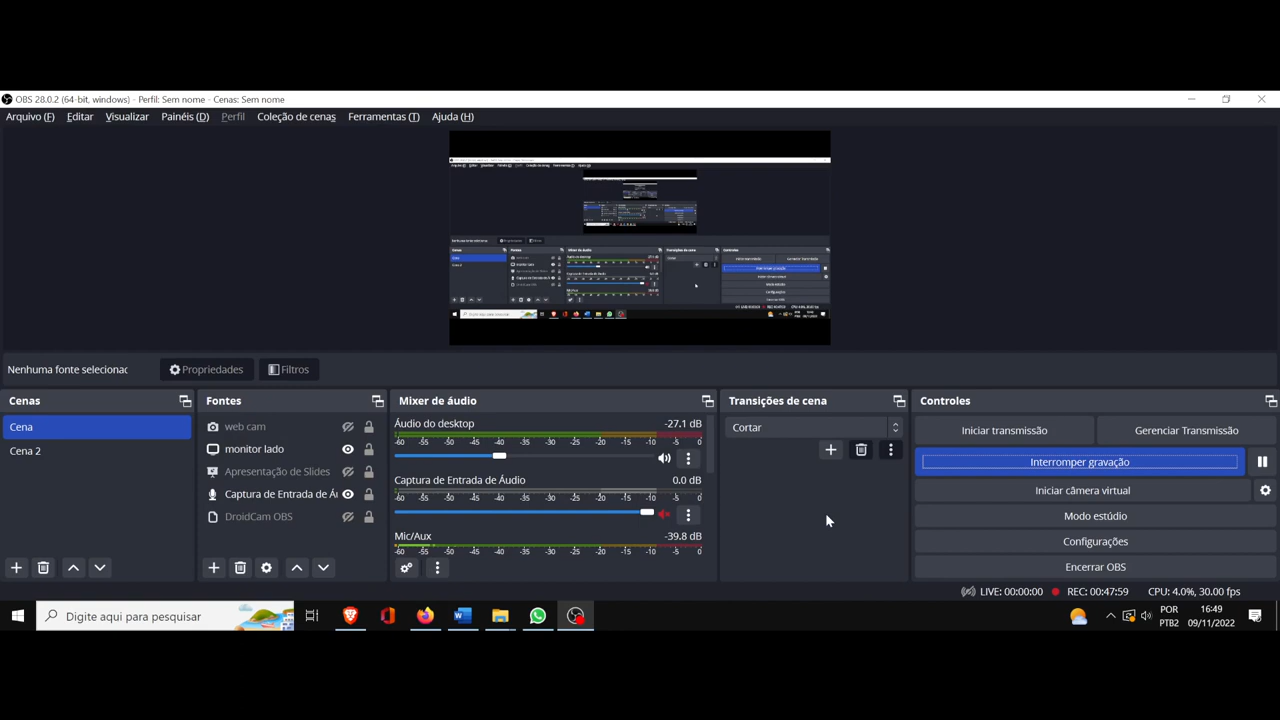 OBS 28.0.2 (64-bit, windows) - Perfil: Sem nome - Cenas: Sem nome
Arquivo (F) Editar Visualizar Painéis (D) Perfil Coleção de cenas Ferramentas (T) Ajuda (H)
Nenhuma fonte selecionac Propriedades Filtros
Cenas
Cena
Cena 2
Fontes
web cam
monitor lado
Apresentação de Slides
Captura de Entrada de Áu
DroidCam OBS
Mixer de áudio
Áudio do desktop -27.1 dB
-60 -55 -50 -45 -40 -35 -30 -25 -20 -15 -10 -5 0
Captura de Entrada de Áudio 0.0 dB
-60 -55 -50 -45 -40 -35 -30 -25 -20 -15 -10 -5 0
Mic/Aux -39.8 dB
-60 -55 -50 -45 -40 -35 -30 -25 -20 -15 -10 -5 0
Transições de cena
Cortar
Controles
Iniciar transmissão Gerenciar Transmissão
Interromper gravação
Iniciar câmera virtual
Modo estúdio
Configurações
Encerrar OBS
LIVE: 00:00:00 REC: 00:47:59 CPU: 4.0%, 30.00 fps
Digite aqui para pesquisar
POR
PTB2
16:49
09/11/2022